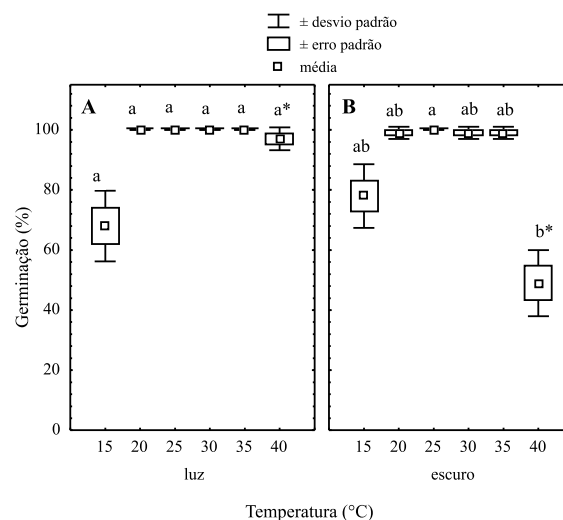 ± desvio padrão
± erro padrão
média
A
a a a a a*
a
B
ab a ab ab
ab
b*
Germinação (%)
100
80
60
40
20
0
15 20 25 30 35 40
15 20 25 30 35 40
luz
escuro
Temperatura (°C)